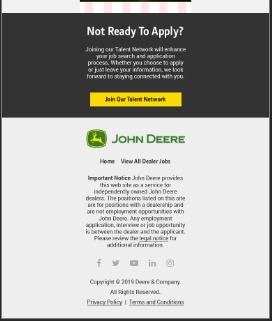 Not Ready To Apply?
Joining our Talent Network will enhance
your job search and application
process. Whether you choose to apply
or just leave your information, we look
forward to staying connected with you.
Join Our Talent Network
JOHN DEERE
Home View All Dealer Jobs
Important Notice John Deere provides
this web site as a service for
independently owned John Deere
dealers. The positions listed on this site
are for positions with a dealership and
are not employment opportunities with
John Deere. Any employment
application, interview or job opportunity
is between the dealer and the applicant.
Please review the legal notice for
additional information.
Copyright © 2019 Deere & Company.
All Rights Reserved.
Privacy Policy | Terms and Conditions